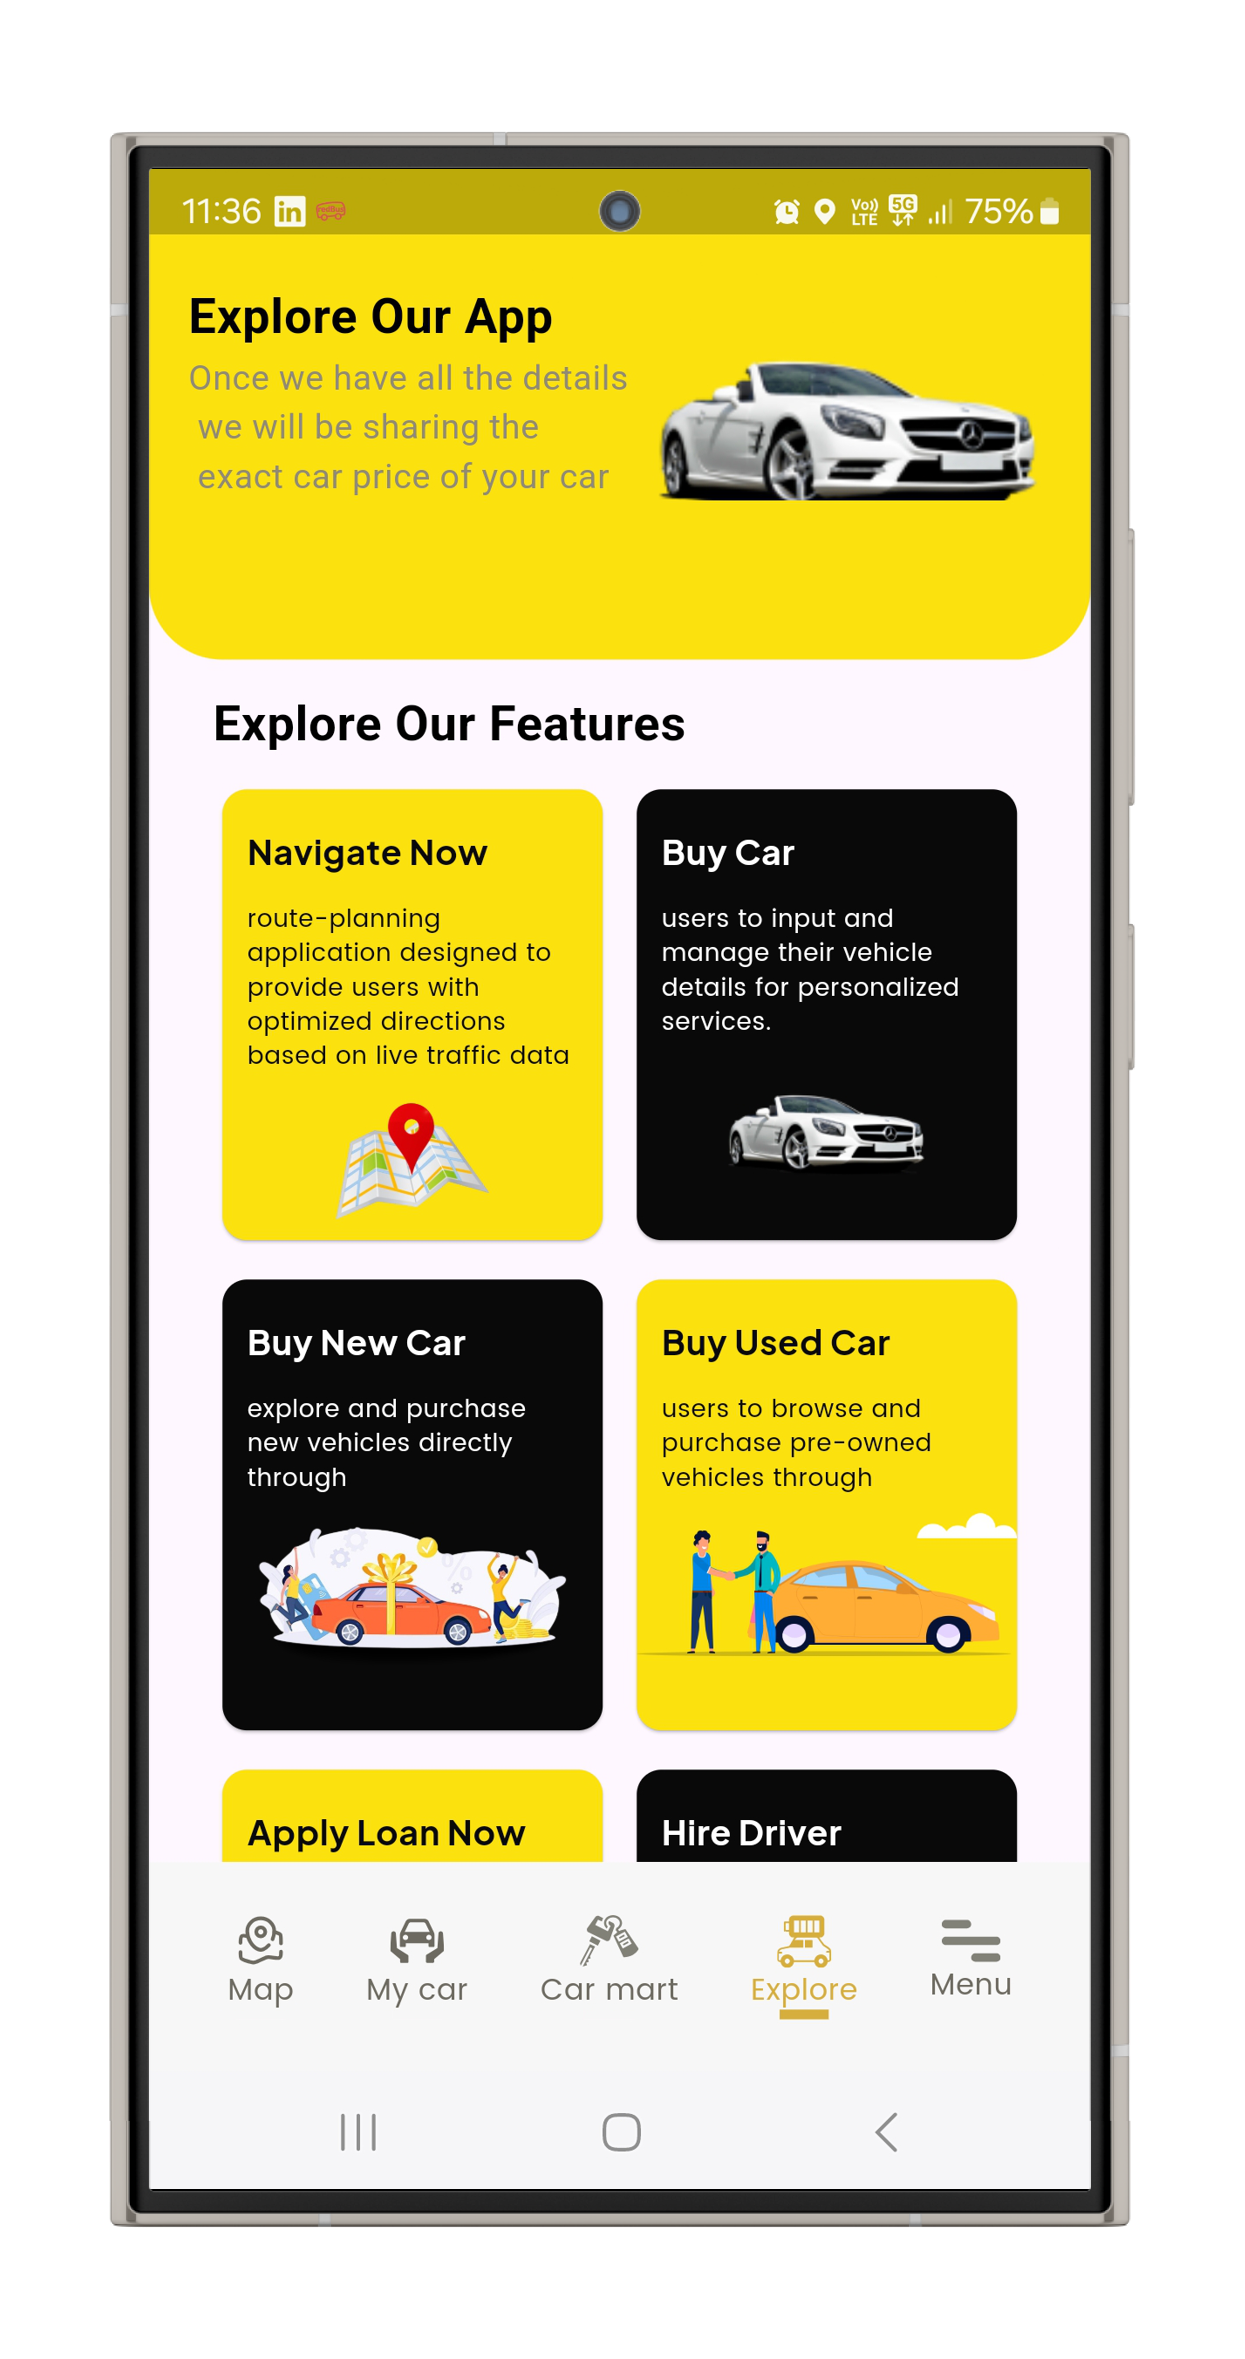 11:36 in redBus Vo)) LTE 5G 75%
Explore Our App
Once we have all the details
we will be sharing the
exact car price of your car
Explore Our Features
Navigate Now
route-planning
application designed to
provide users with
optimized directions
based on live traffic data
Buy Car
users to input and
manage their vehicle
details for personalized
services.
Buy New Car
explore and purchase
new vehicles directly
through
%
Buy Used Car
users to browse and
purchase pre-owned
vehicles through
Apply Loan Now
Hire Driver
Map
My car
Car mart
Explore
Menu